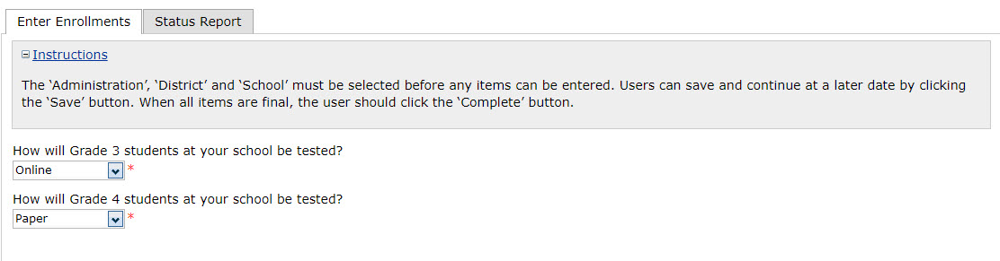 Enter Enrollments Status Report
Instructions
The ‘Administration’, ‘District’ and ‘School’ must be selected before any items can be entered. Users can save and continue at a later date by clicking
the ‘Save’ button. When all items are final, the user should click the ‘Complete’ button.
How will Grade 3 students at your school be tested?
Online *
How will Grade 4 students at your school be tested?
Paper *